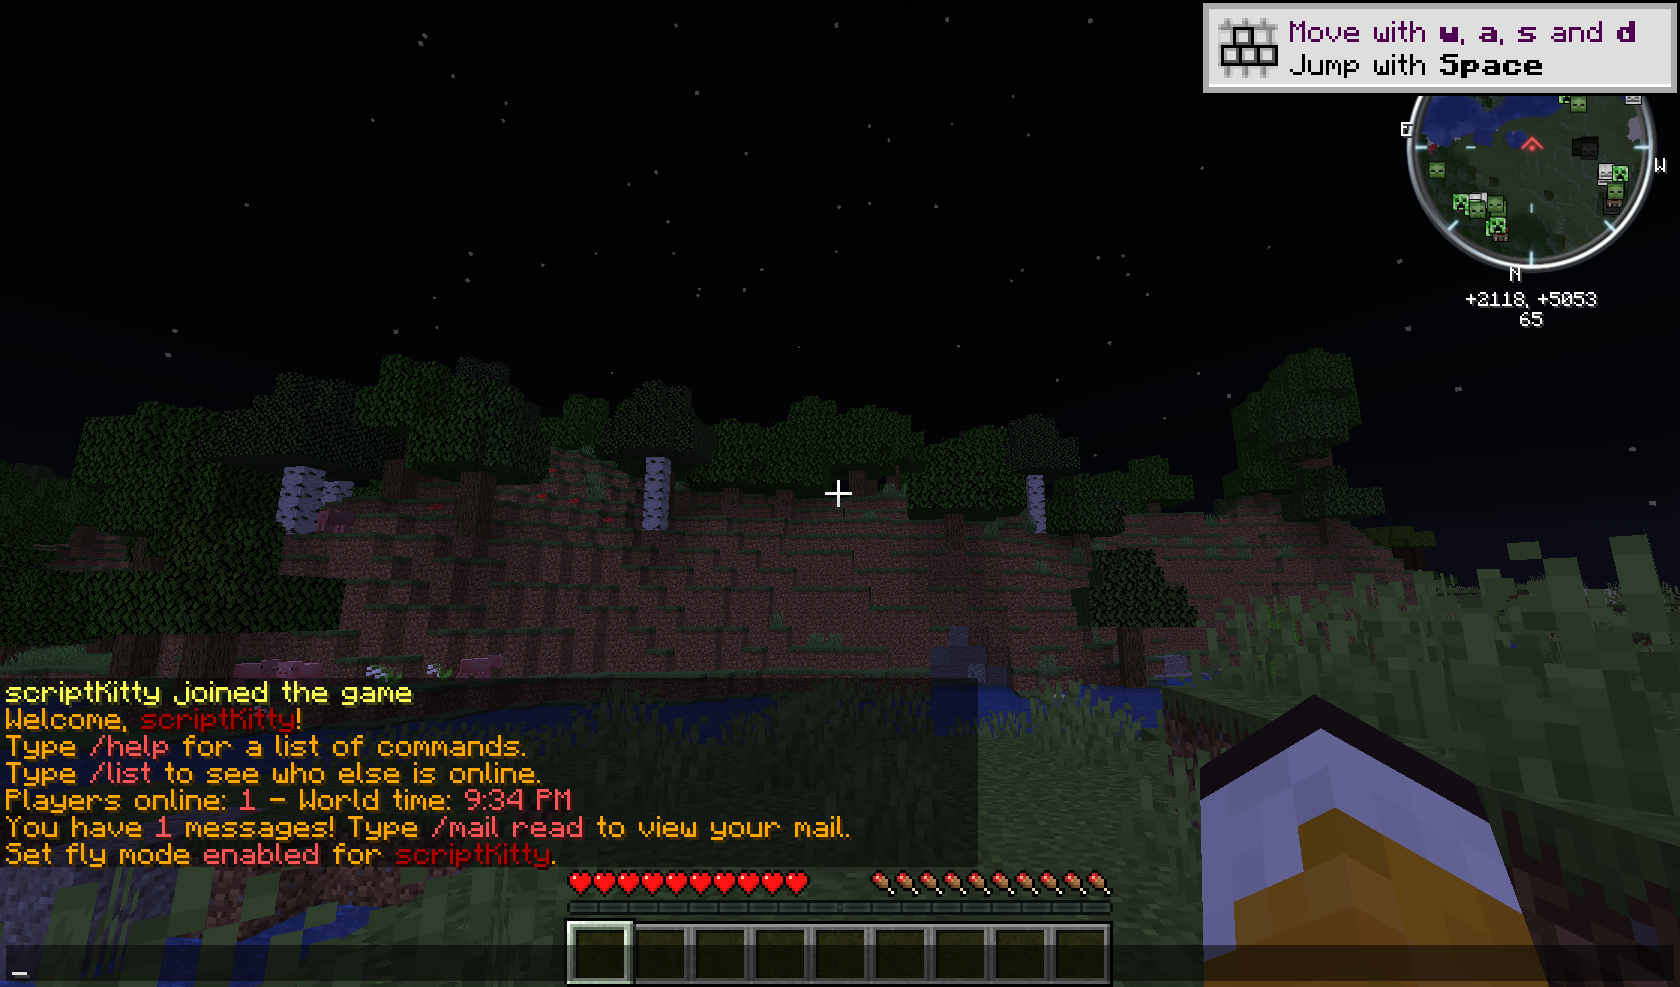 Move with w, a, s and d
Jump with Space
E
W
N
+2118, +5053
65
scriptKitty joined the game
Welcome, scriptKitty!
Type /help for a list of commands.
Type /list to see who else is online.
Players online: 1 - World time: 9:34 PM
You have 1 messages! Type /mail read to view your mail.
Set fly mode enabled for scriptKitty.
_